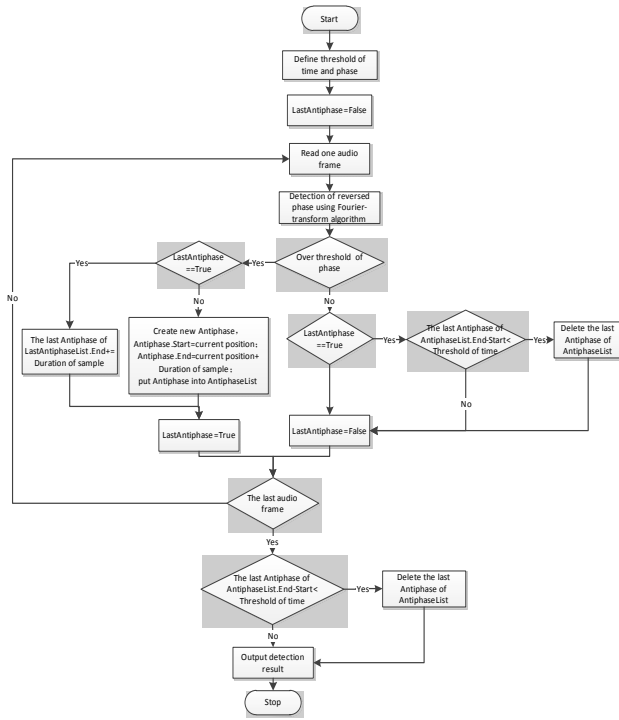 Start
Define threshold of
time and phase
LastAntiphase=False
Read one audio
frame
Detection of reversed
phase using Fourier-
transform algorithm
Over threshold of
phase
Yes
LastAntiphase
==True
Yes
No
No
No
The last Antiphase of
LastAntiphaseList.End+=
Duration of sample
Create new Antiphase,
Antiphase.Start=current position;
Antiphase.End=current position+
Duration of sample;
put Antiphase into AntiphaseList
LastAntiphase
==True
Yes
The last Antiphase of
AntiphaseList.End-Start<
Threshold of time
Yes
Delete the last
Antiphase of
AntiphaseList
No
No
LastAntiphase=True
LastAntiphase=False
The last audio
frame
Yes
The last Antiphase of
AntiphaseList.End-Start<
Threshold of time
Yes
Delete the last
Antiphase of
AntiphaseList
No
Output detection
result
Stop